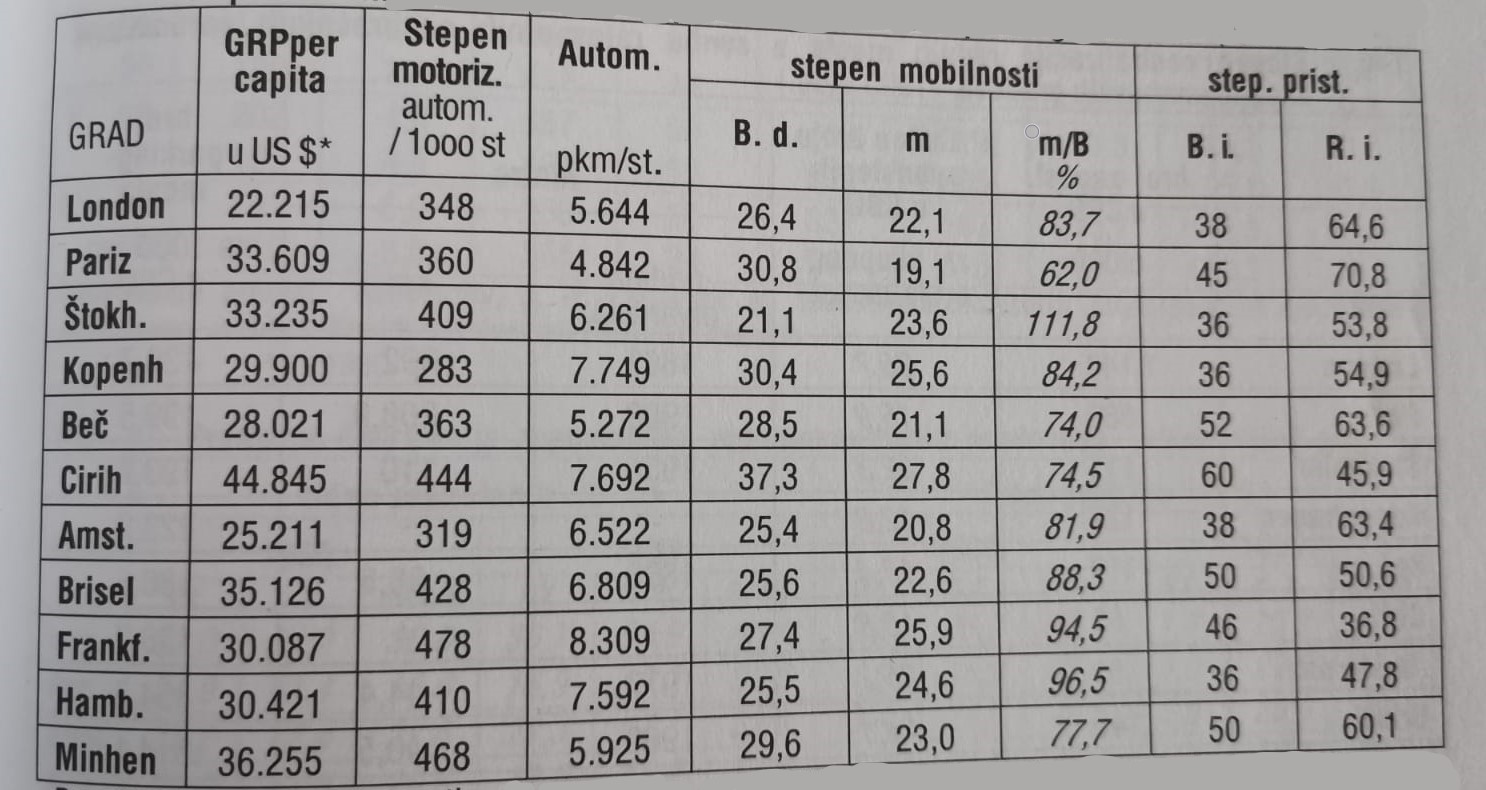 GRAD | GRPper capita u US $* | Stepen motoriz. autom. / 1ooo st | Autom. pkm/st. | stepen mobilnosti | step. prist.
B. d. | m | m/B % | B. i. | R. i.
London | 22.215 | 348 | 5.644 | 26,4 | 22,1 | 83,7 | 38 | 64,6
Pariz | 33.609 | 360 | 4.842 | 30,8 | 19,1 | 62,0 | 45 | 70,8
Štokh. | 33.235 | 409 | 6.261 | 21,1 | 23,6 | 111,8 | 36 | 53,8
Kopenh | 29.900 | 283 | 7.749 | 30,4 | 25,6 | 84,2 | 36 | 54,9
Beč | 28.021 | 363 | 5.272 | 28,5 | 21,1 | 74,0 | 52 | 63,6
Cirih | 44.845 | 444 | 7.692 | 37,3 | 27,8 | 74,5 | 60 | 45,9
Amst. | 25.211 | 319 | 6.522 | 25,4 | 20,8 | 81,9 | 38 | 63,4
Brisel | 35.126 | 428 | 6.809 | 25,6 | 22,6 | 88,3 | 50 | 50,6
Frankf. | 30.087 | 478 | 8.309 | 27,4 | 25,9 | 94,5 | 46 | 36,8
Hamb. | 30.421 | 410 | 7.592 | 25,5 | 24,6 | 96,5 | 36 | 47,8
Minhen | 36.255 | 468 | 5.925 | 29,6 | 23,0 | 77,7 | 50 | 60,1